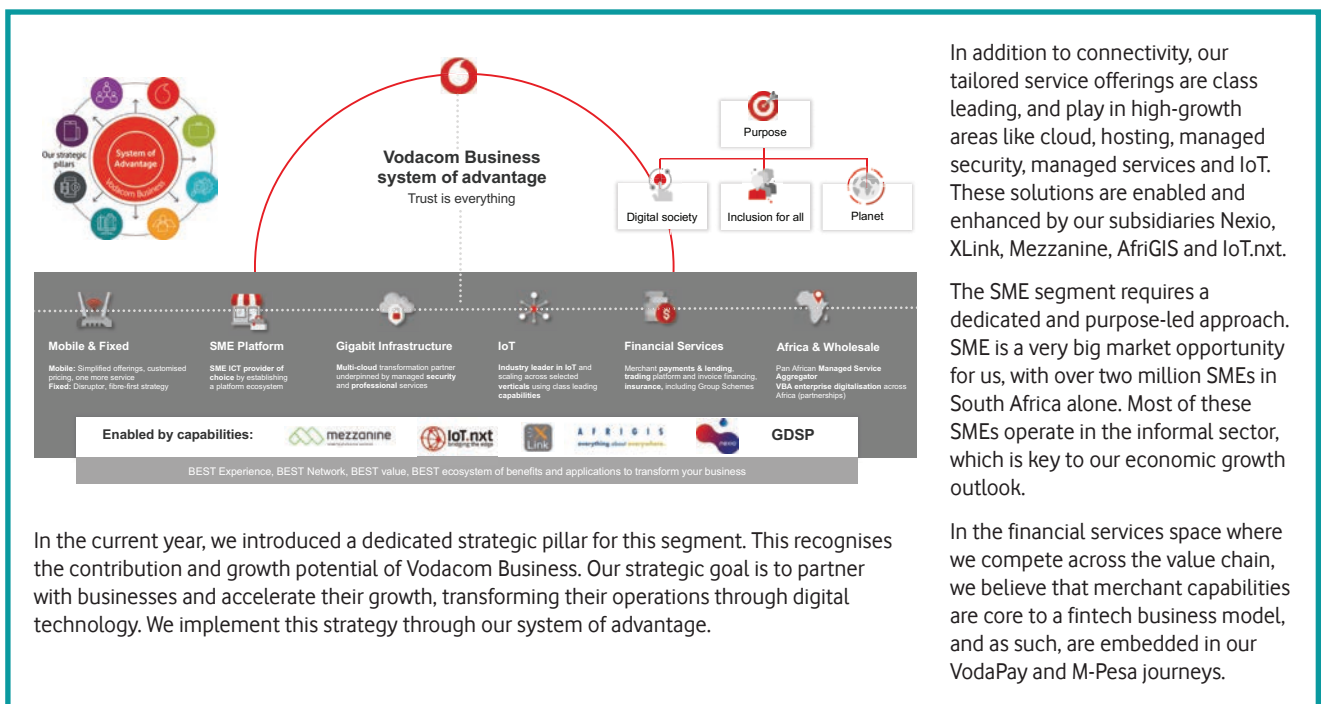 Our strategic
pillars
System of
Advantage
Vodacom Business
Vodacom Business
system of advantage
Trust is everything
Purpose
Digital society
Inclusion for all
Planet
Mobile & Fixed
Mobile: Simplified offerings, customised
pricing, one more service
Fixed: Disruptor, fibre-first strategy
SME Platform
SME ICT provider of
choice by establishing
a platform ecosystem
Gigabit Infrastructure
Multi-cloud transformation partner
underpinned by managed security
and professional services
IoT
Industry leader in IoT and
scaling across selected
verticals using class leading
capabilities
Financial Services
Merchant payments & lending,
trading platform and invoice financing,
insurance, including Group Schemes
Africa & Wholesale
Pan African Managed Service
Aggregator
VBA enterprise digitalisation across
Africa (partnerships)
Enabled by capabilities:
mezzanine
IoT.nxt
bridging the edge
Link
AFRIGIS
everything about everywhere.
nexio
GDSP
BEST Experience, BEST Network, BEST value, BEST ecosystem of benefits and applications to transform your business
In the current year, we introduced a dedicated strategic pillar for this segment. This recognises
the contribution and growth potential of Vodacom Business. Our strategic goal is to partner
with businesses and accelerate their growth, transforming their operations through digital
technology. We implement this strategy through our system of advantage.
In addition to connectivity, our
tailored service offerings are class
leading, and play in high-growth
areas like cloud, hosting, managed
security, managed services and IoT.
These solutions are enabled and
enhanced by our subsidiaries Nexio,
XLink, Mezzanine, AfriGIS and IoT.nxt.
The SME segment requires a
dedicated and purpose-led approach.
SME is a very big market opportunity
for us, with over two million SMEs in
South Africa alone. Most of these
SMEs operate in the informal sector,
which is key to our economic growth
outlook.
In the financial services space where
we compete across the value chain,
we believe that merchant capabilities
are core to a fintech business model,
and as such, are embedded in our
VodaPay and M-Pesa journeys.